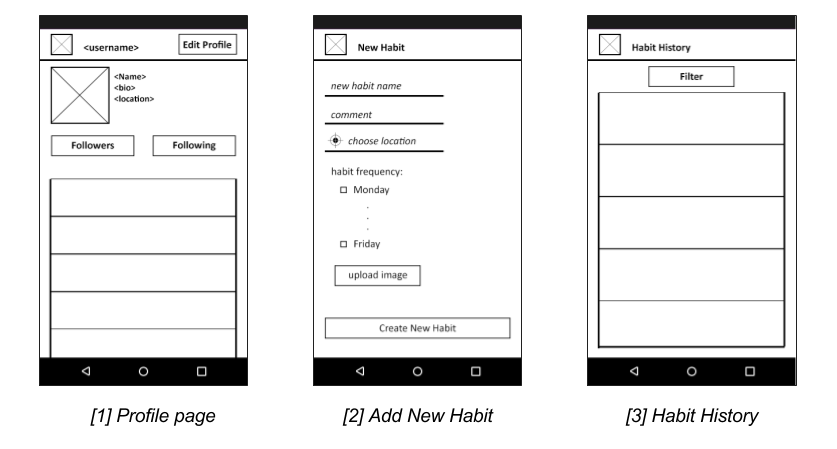 <username>
Edit Profile
<Name>
<bio>
<location>
Followers
Following
[1] Profile page
New Habit
new habit name
comment
choose location
habit frequency:
Monday
.
.
.
Friday
upload image
Create New Habit
[2] Add New Habit
Habit History
Filter
[3] Habit History